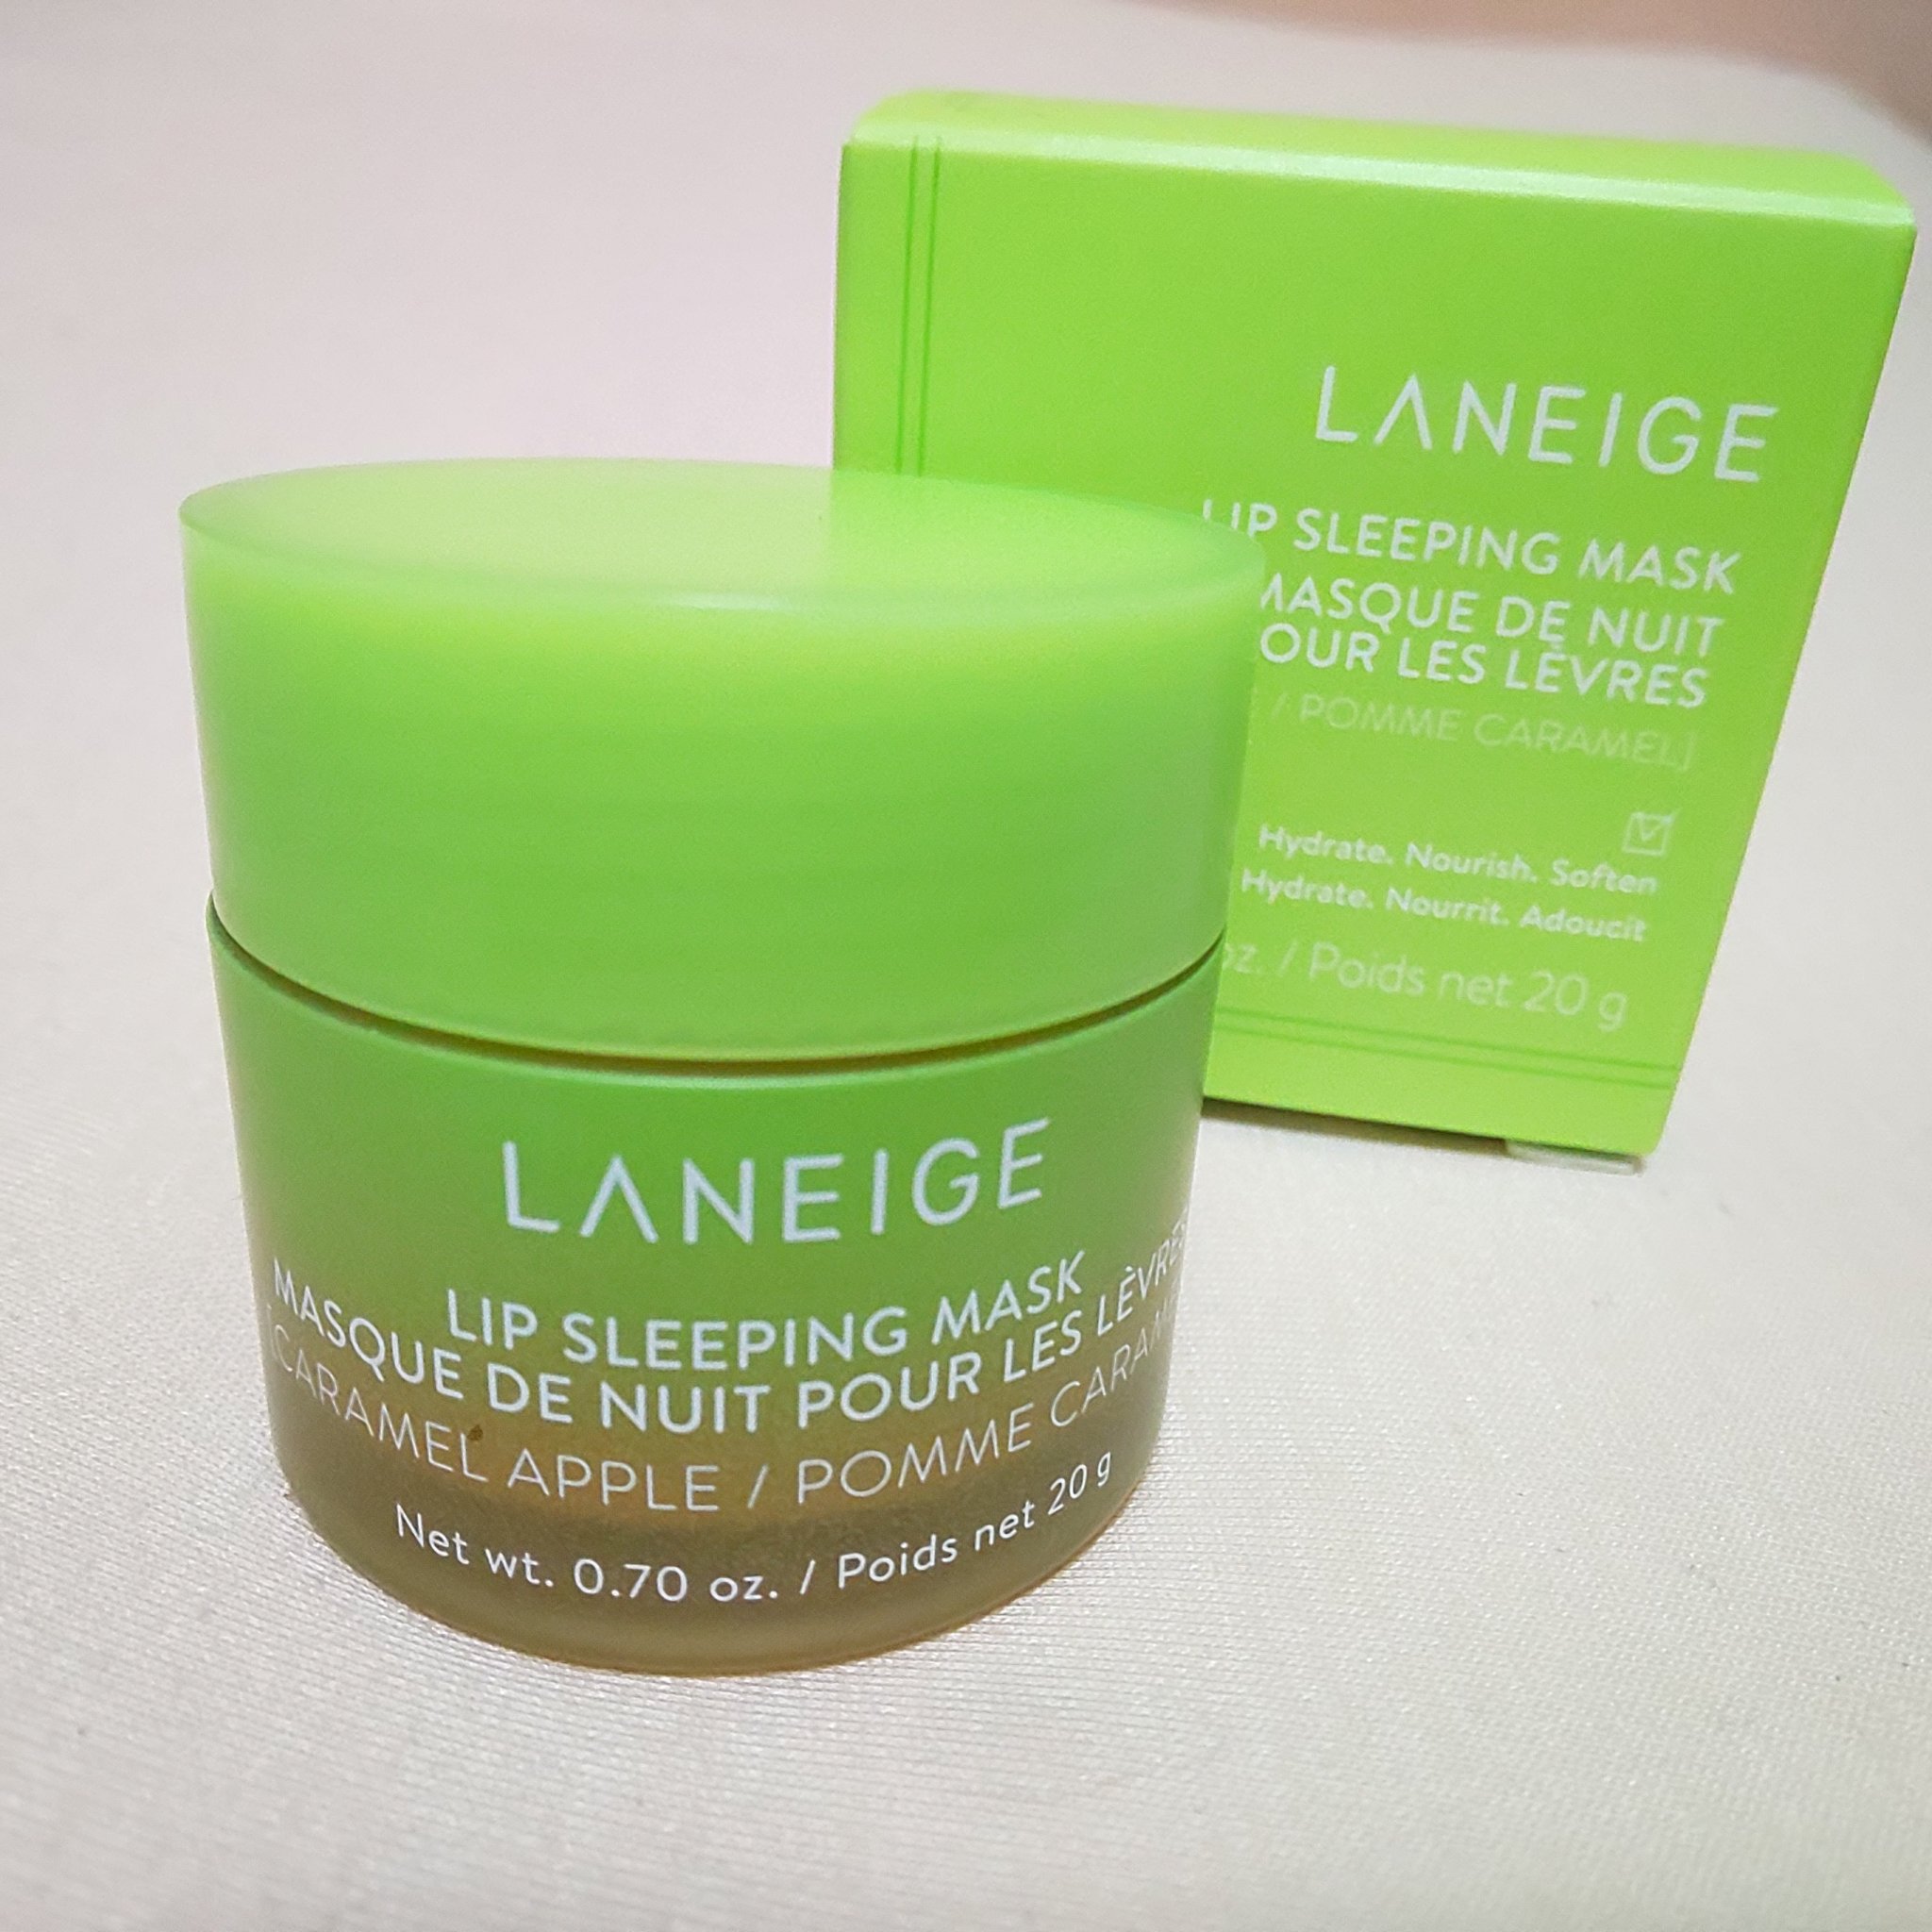 LANEIGE
LIP SLEEPING MASK
MASQUE DE NUIT
POUR LES LÈVRES
/ POMME CARAMEL]
Hydrate. Nourish. Soften
Hydrate. Nourrit. Adoucit
oz. / Poids net 20 g
LANEIGE
LIP SLEEPING MASK
MASQUE DE NUIT POUR LES LÈVRES
[CARAMEL APPLE / POMME CARAM
Net wt. 0.70 oz. / Poids net 20 g